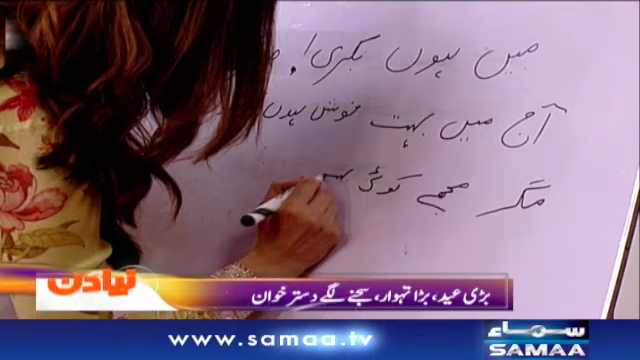 میں ہوں بکری!
آج میں بہت خوش ہوں
مگر مجھے کوئی
نیا دن
بڑی عید، بڑا تہوار، سجنے لگے دستر خوان
www.samaa.tv
سماء
SAMAA